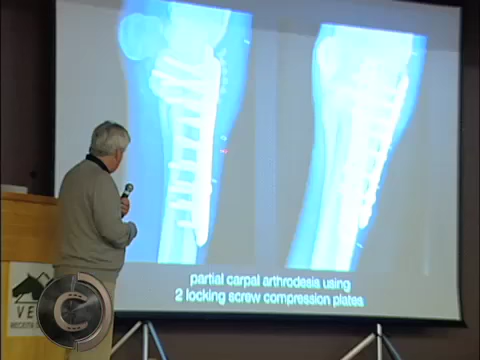 partial carpal arthrodesis using
2 locking screw compression plates
VE